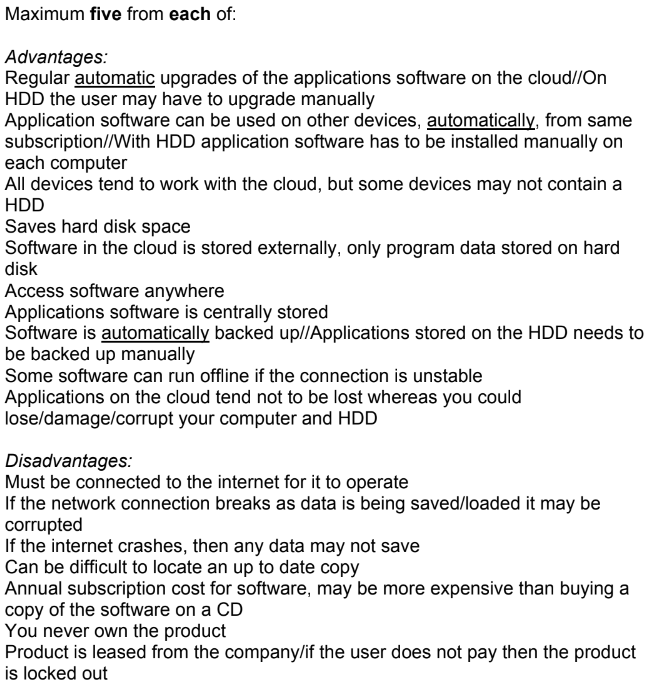 Maximum five from each of:
Advantages:
Regular automatic upgrades of the applications software on the cloud//On
HDD the user may have to upgrade manually
Application software can be used on other devices, automatically, from same
subscription//With HDD application software has to be installed manually on
each computer
All devices tend to work with the cloud, but some devices may not contain a
HDD
Saves hard disk space
Software in the cloud is stored externally, only program data stored on hard
disk
Access software anywhere
Applications software is centrally stored
Software is automatically backed up//Applications stored on the HDD needs to
be backed up manually
Some software can run offline if the connection is unstable
Applications on the cloud tend not to be lost whereas you could
lose/damage/corrupt your computer and HDD
Disadvantages:
Must be connected to the internet for it to operate
If the network connection breaks as data is being saved/loaded it may be
corrupted
If the internet crashes, then any data may not save
Can be difficult to locate an up to date copy
Annual subscription cost for software, may be more expensive than buying a
copy of the software on a CD
You never own the product
Product is leased from the company/if the user does not pay then the product
is locked out